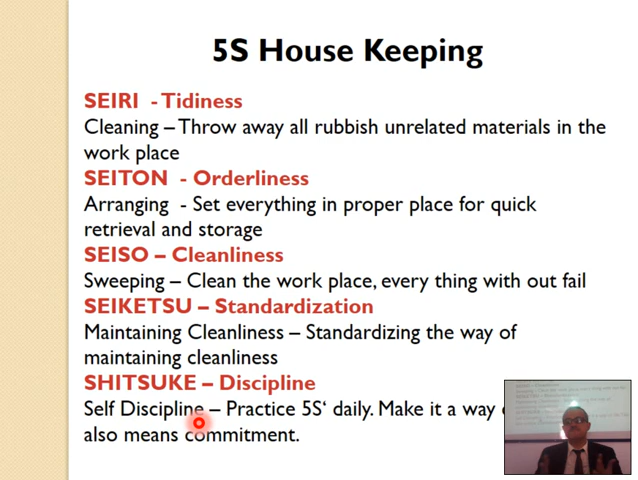 5S House Keeping
SEIRI - Tidiness
Cleaning – Throw away all rubbish unrelated materials in the
work place
SEITON - Orderliness
Arranging - Set everything in proper place for quick
retrieval and storage
SEISO – Cleanliness
Sweeping – Clean the work place, every thing with out fail
SEIKETSU – Standardization
Maintaining Cleanliness – Standardizing the way of
maintaining cleanliness
SHITSUKE – Discipline
Self Discipline – Practice 5S‘ daily. Make it a way
also means commitment.